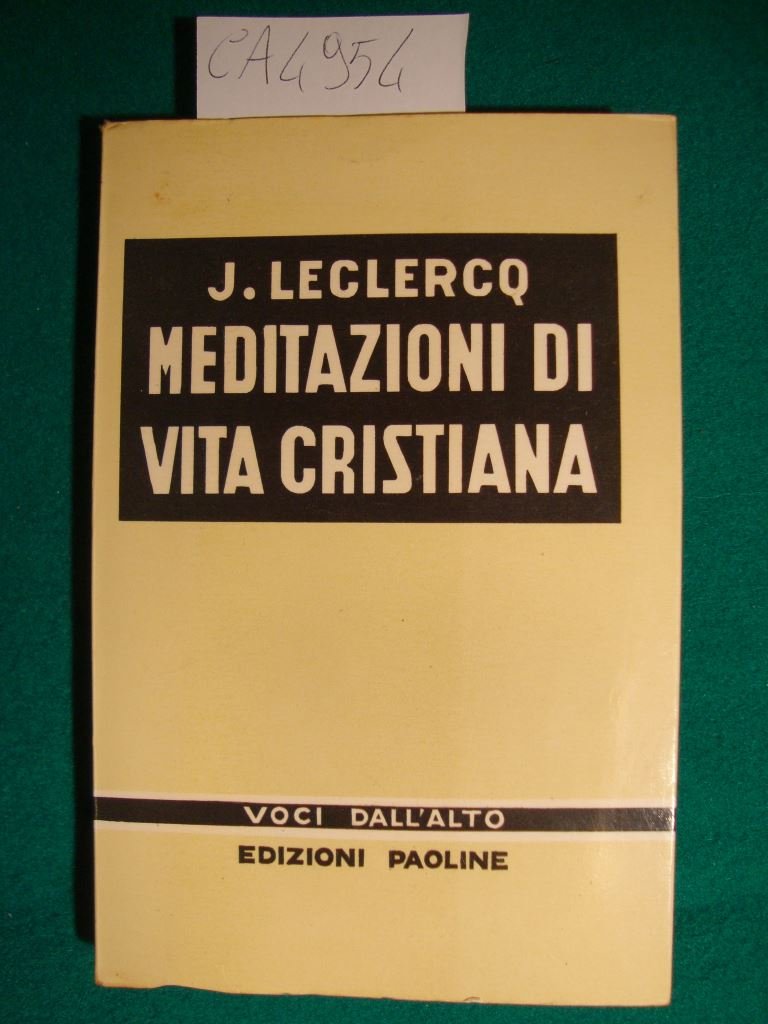 CA4954
J. LECLERCQ
MEDITAZIONI DI
VITA CRISTIANA
VOCI DALL'ALTO
EDIZIONI PAOLINE